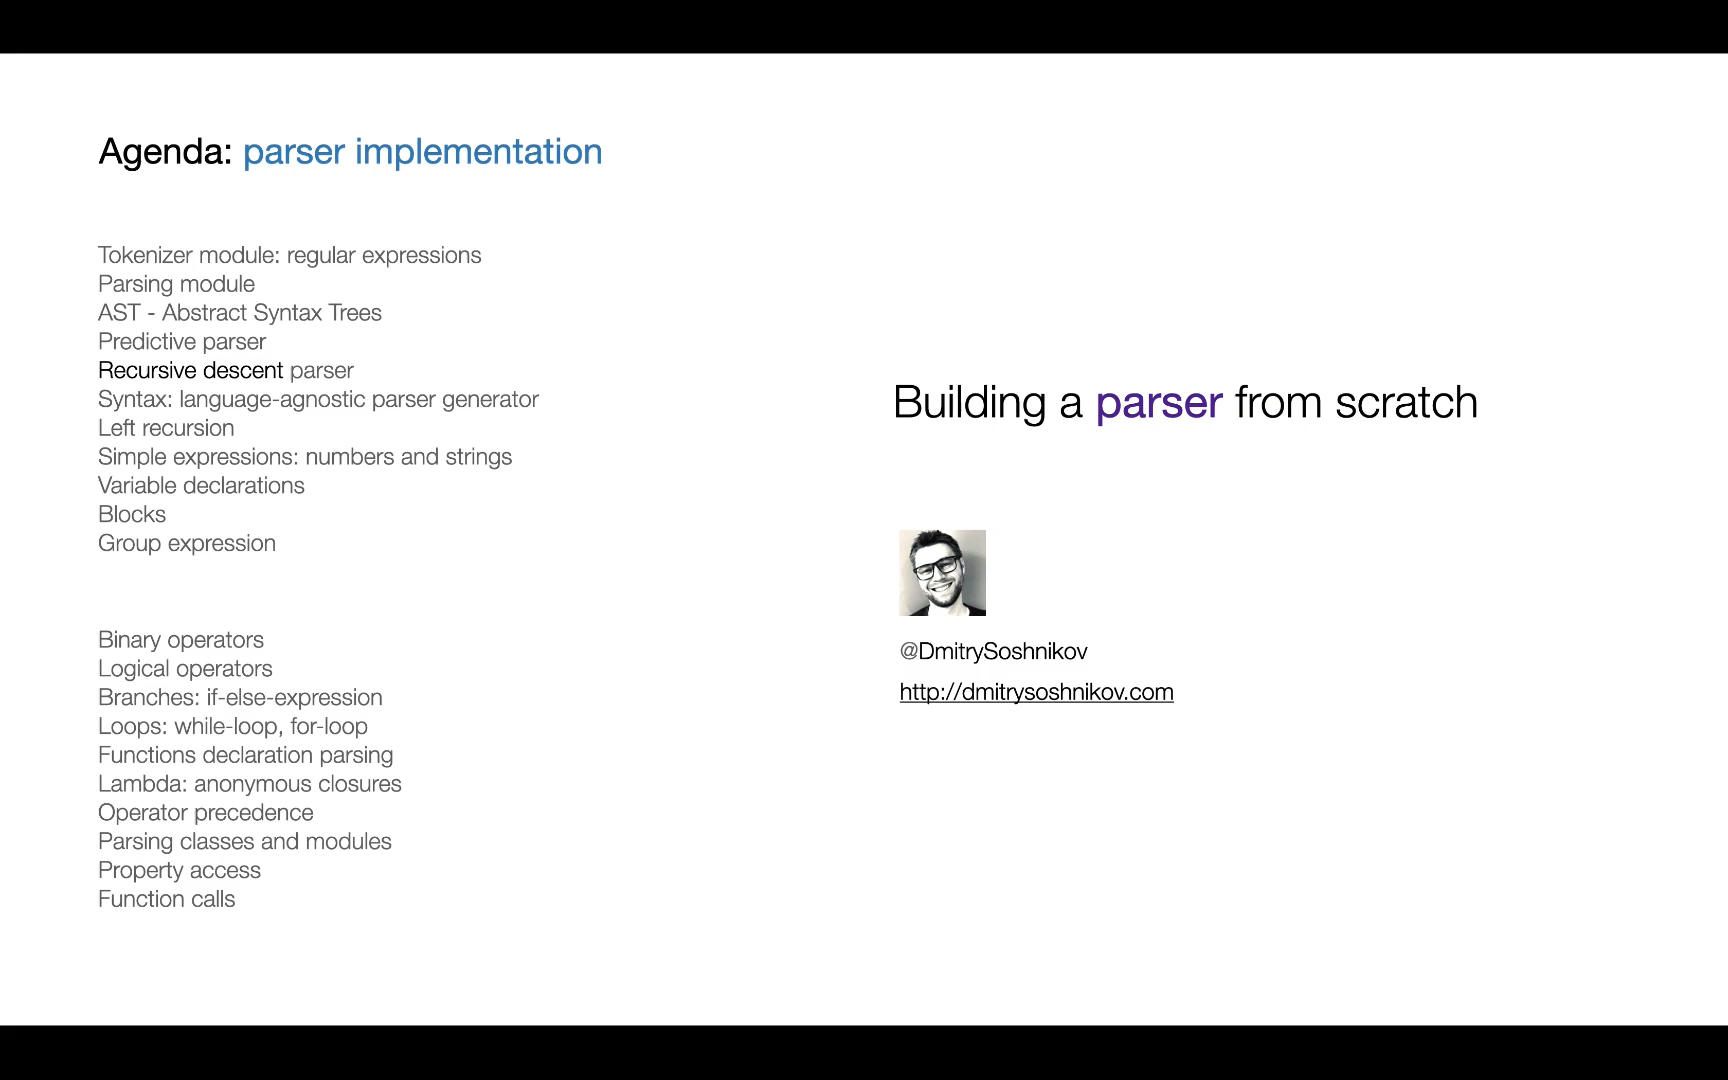 Agenda: parser implementation
Tokenizer module: regular expressions
Parsing module
AST - Abstract Syntax Trees
Predictive parser
Recursive descent parser
Syntax: language-agnostic parser generator
Left recursion
Simple expressions: numbers and strings
Variable declarations
Blocks
Group expression
Binary operators
Logical operators
Branches: if-else-expression
Loops: while-loop, for-loop
Functions declaration parsing
Lambda: anonymous closures
Operator precedence
Parsing classes and modules
Property access
Function calls
Building a parser from scratch
@DmitrySoshnikov
http://dmitrysoshnikov.com